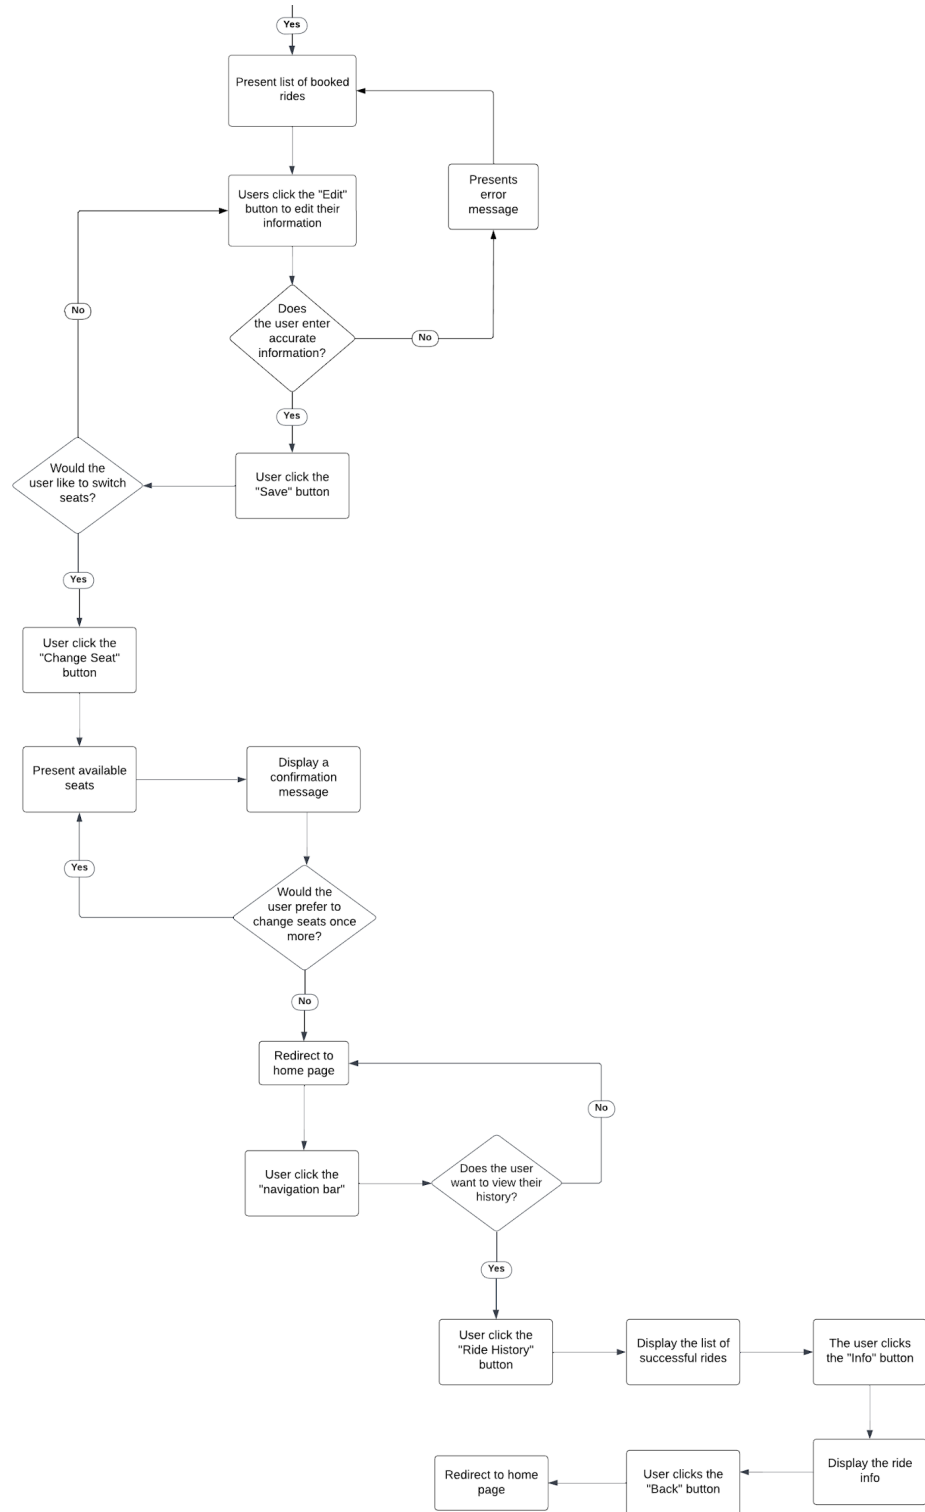 Yes
Present list of booked
rides
Presents
error
message
Users click the "Edit"
button to edit their
information
No
Does
the user enter
accurate
information?
No
Yes
Would the
user like to switch
seats?
User click the
"Save" button
Yes
User click the
"Change Seat"
button
Present available
seats
Display a
confirmation
message
Yes
Would the
user prefer to
change seats once
more?
No
Redirect to
home page
No
User click the
"navigation bar"
Does the user
want to view their
history?
Yes
User click the
"Ride History"
button
Display the list of
successful rides
The user clicks
the "Info" button
Display the ride
info
User clicks the
"Back" button
Redirect to home
page